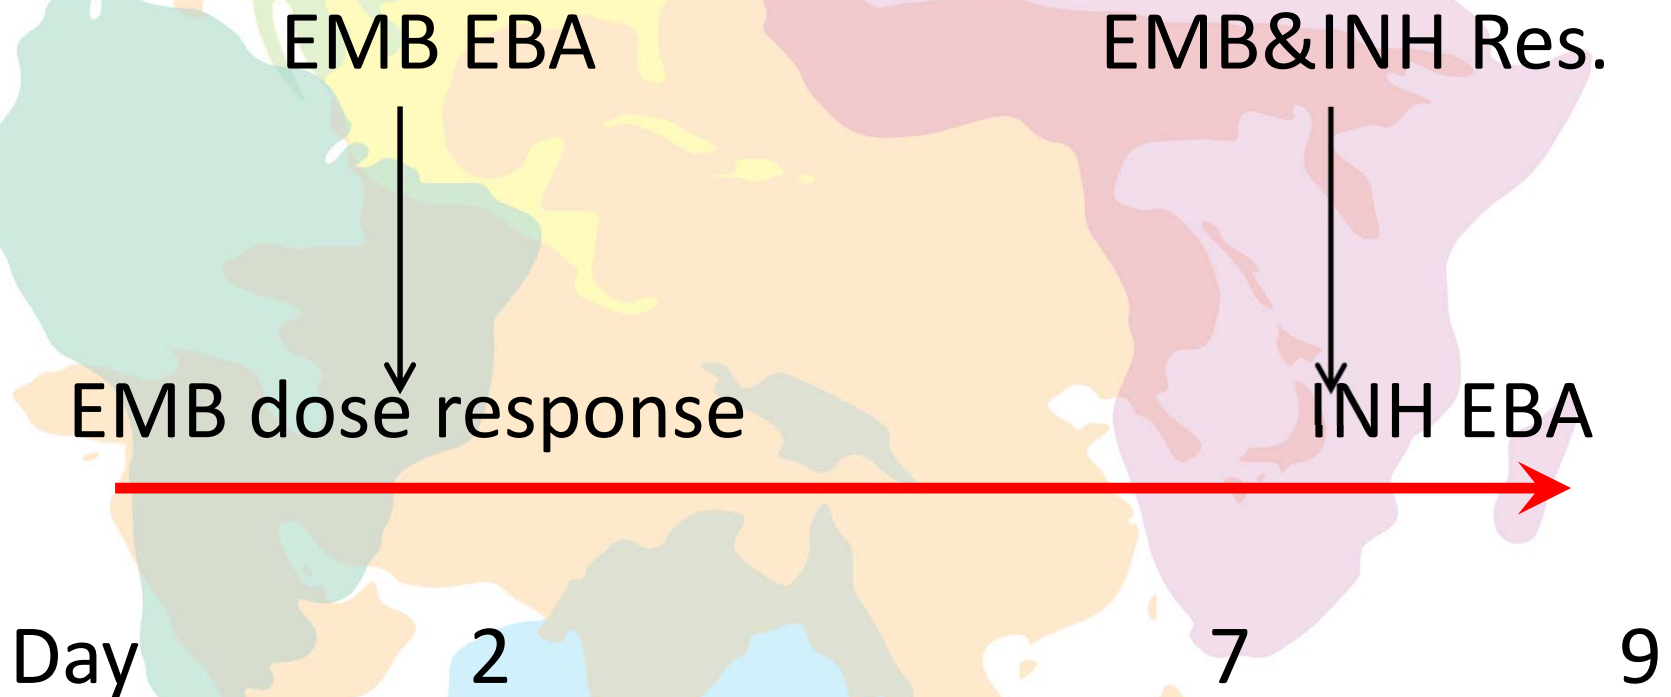 EMB EBA EMB&INH Res.
EMB dose response INH EBA
Day 2 7 9